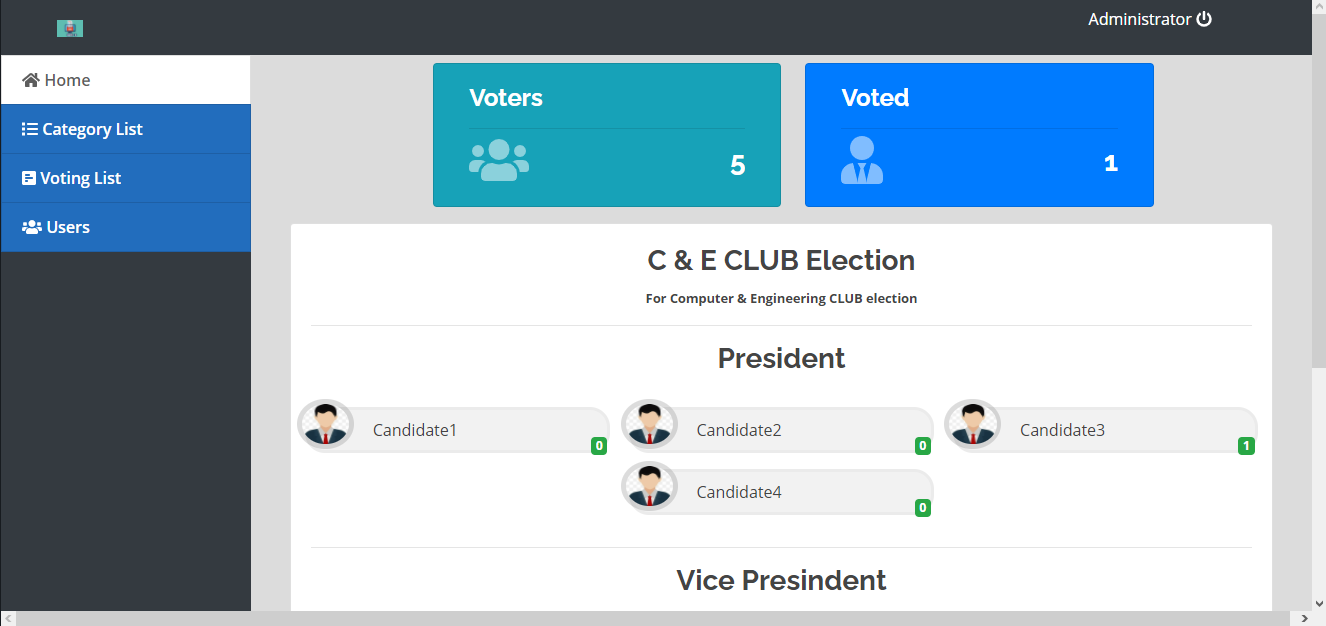 Administrator
Home
Category List
Voting List
Users
Voters
5
Voted
1
C & E CLUB Election
For Computer & Engineering CLUB election
President
Candidate1
0
Candidate2
0
Candidate3
1
Candidate4
0
Vice Presindent